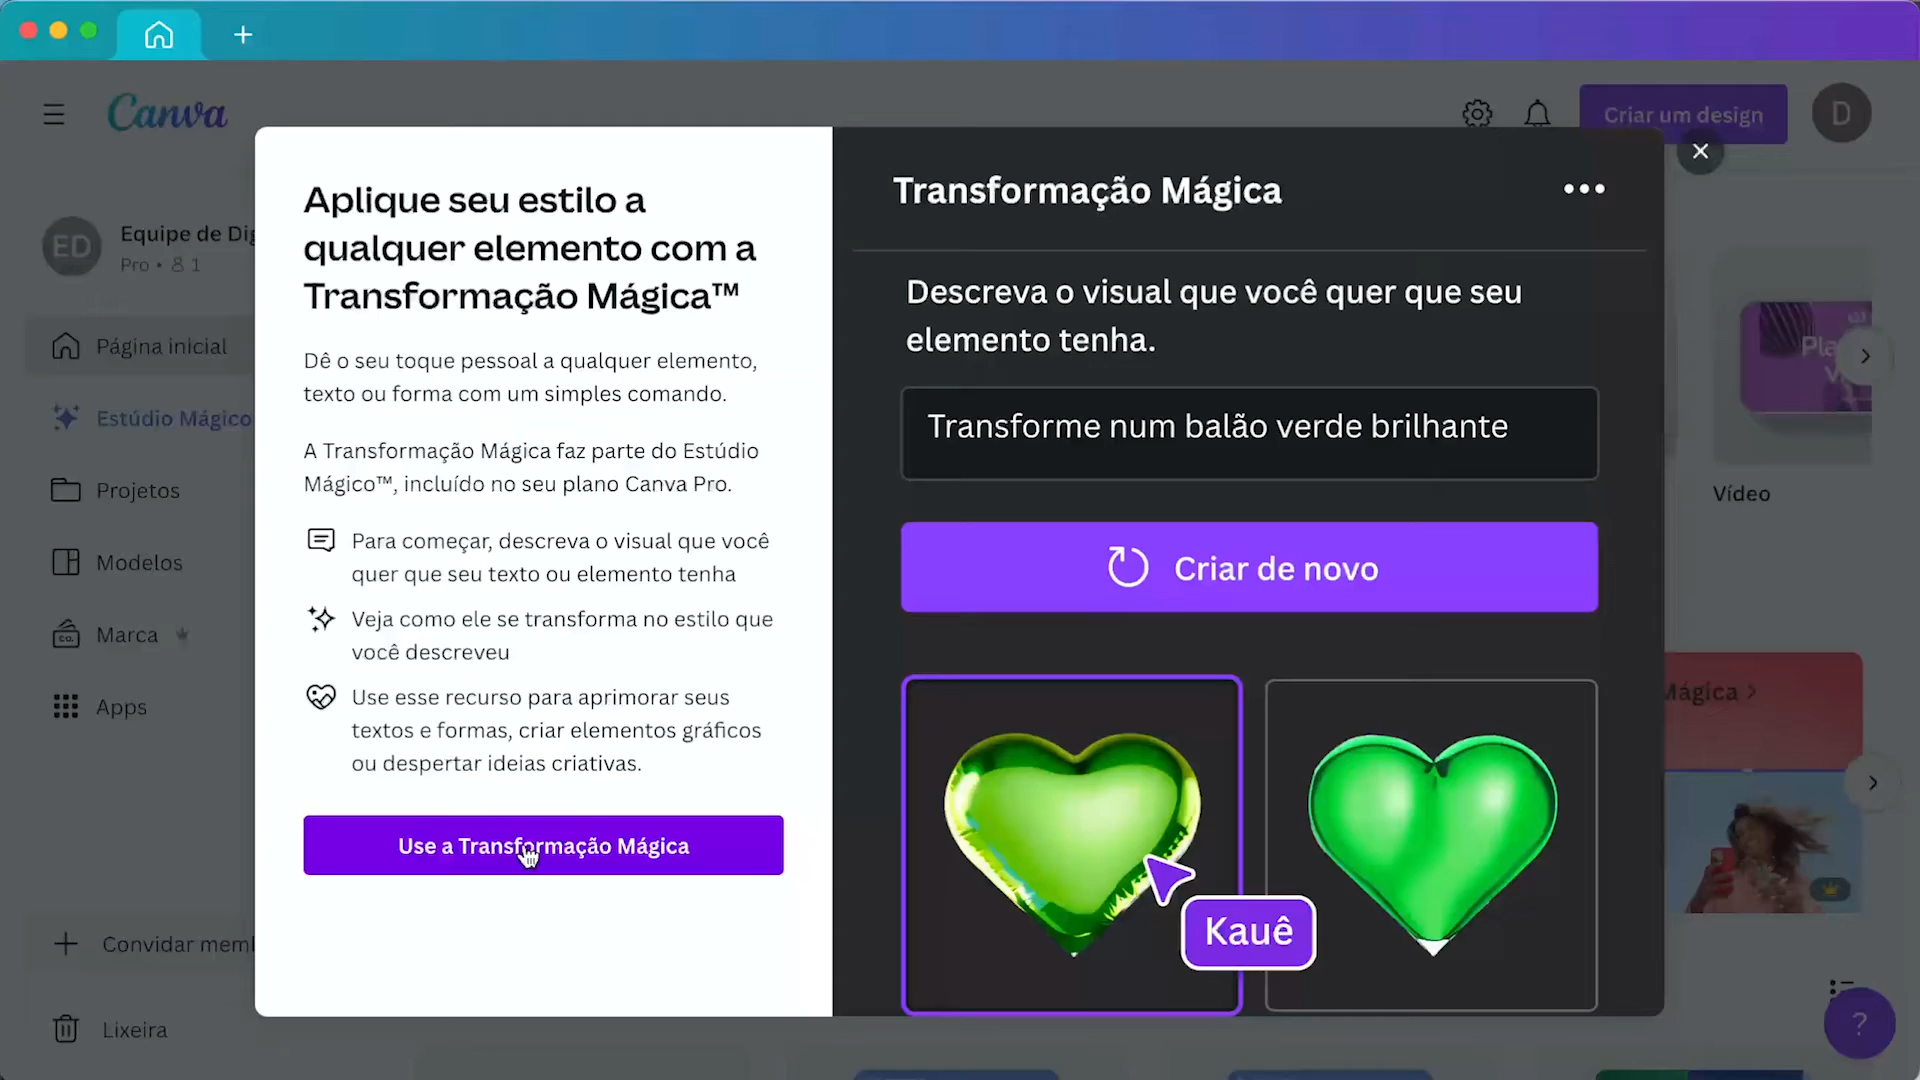 Canva
Criar um design
D
ED
Equipe de Dig
Pro • 1
Página inicial
Estúdio Mágico
Projetos
Modelos
Marca
CO.
Apps
Convidar meml
Lixeira
Aplique seu estilo a
qualquer elemento com a
Transformação Mágica™
Dê o seu toque pessoal a qualquer elemento,
texto ou forma com um simples comando.
A Transformação Mágica faz parte do Estúdio
Mágico™, incluído no seu plano Canva Pro.
Para começar, descreva o visual que você
quer que seu texto ou elemento tenha
Veja como ele se transforma no estilo que
você descreveu
Use esse recurso para aprimorar seus
textos e formas, criar elementos gráficos
ou despertar ideias criativas.
Use a Transformação Mágica
Transformação Mágica
Descreva o visual que você quer que seu
elemento tenha.
Transforme num balão verde brilhante
Criar de novo
Kauê
Vídeo
Mágica
?